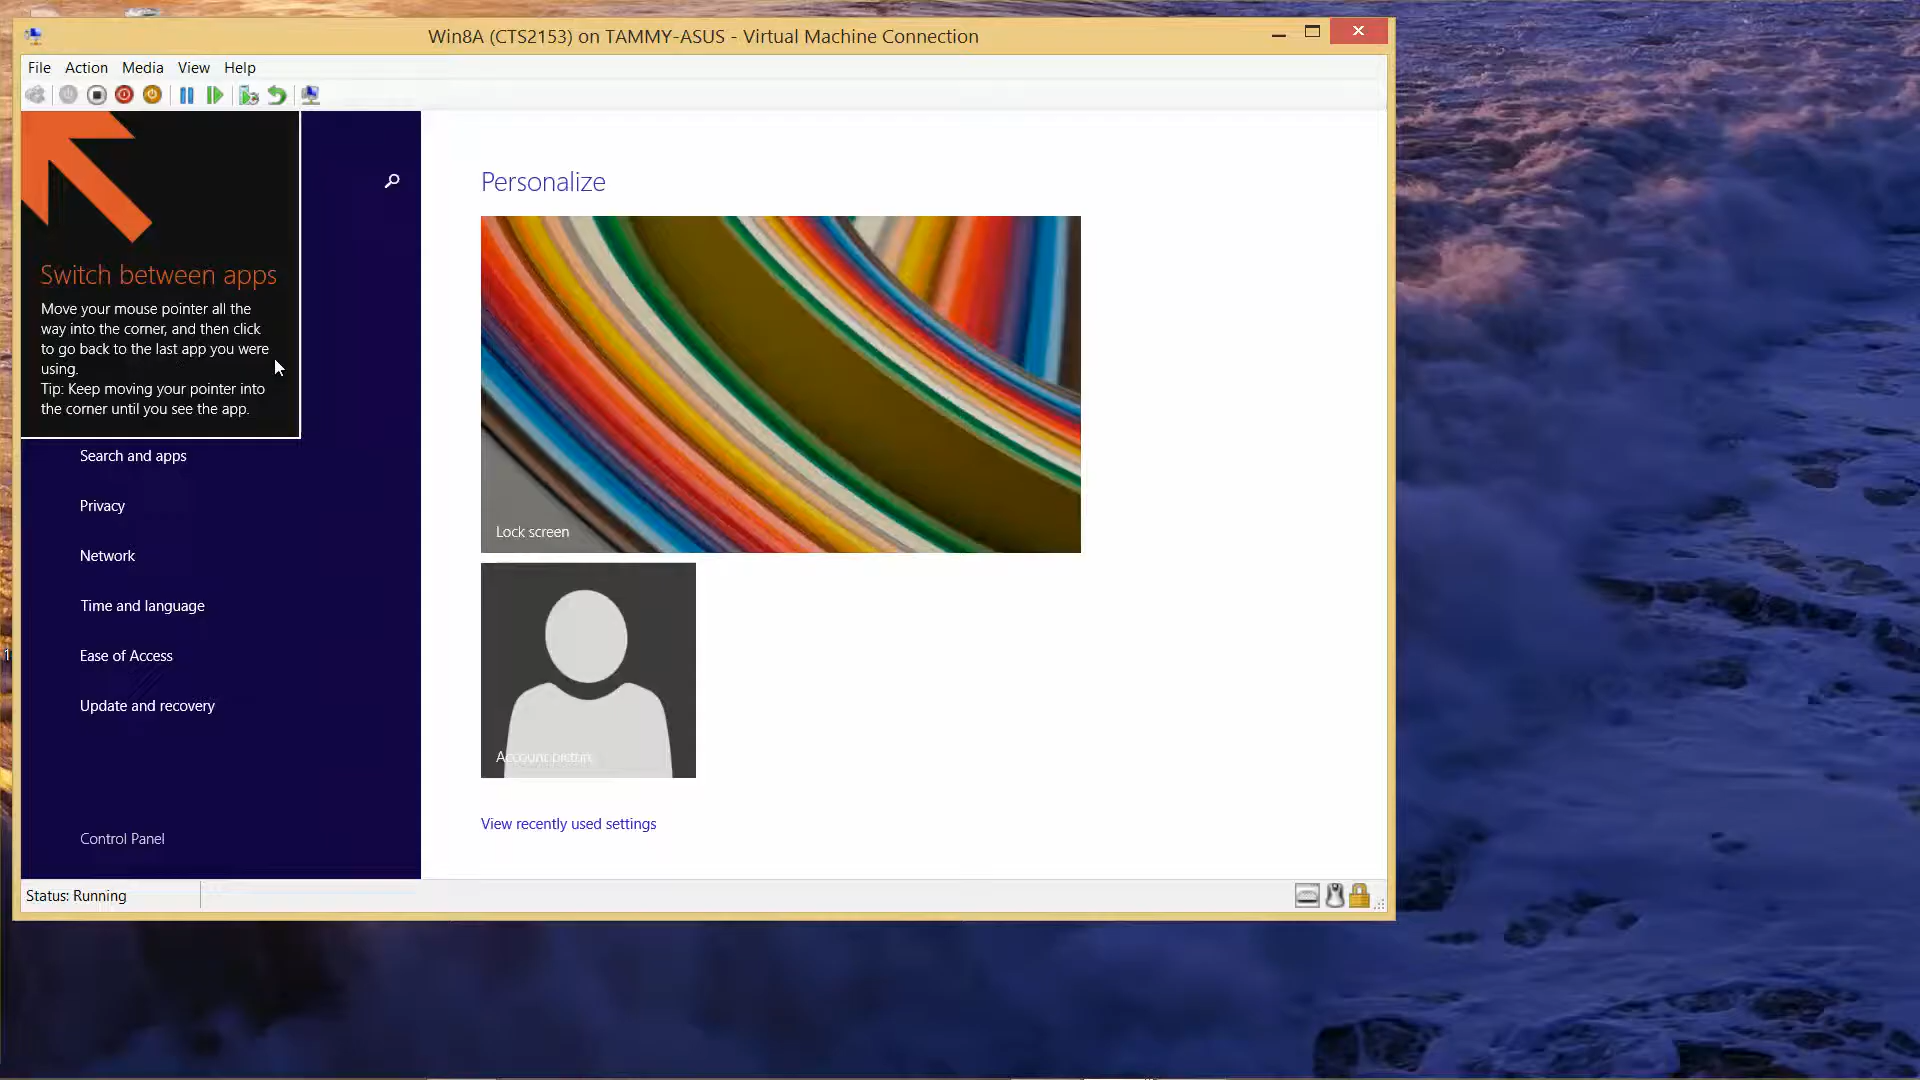 Win8A (CTS2153) on TAMMY-ASUS - Virtual Machine Connection
File Action Media View Help
Switch between apps
Move your mouse pointer all the
way into the corner, and then click
to go back to the last app you were
using.
Tip: Keep moving your pointer into
the corner until you see the app.
Search and apps
Privacy
Network
Time and language
Ease of Access
Update and recovery
Control Panel
Personalize
Lock screen
Account picture
View recently used settings
Status: Running
1